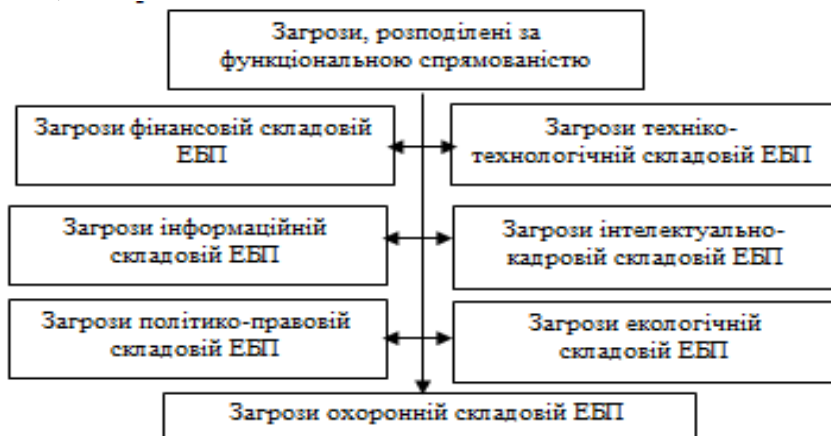 Загрози, розподілені за
функціональною спрямованістю
Загрози фінансовій складовій
ЕБП
Загрози техніко-
технологічній складовій ЕБП
Загрози інформаційній
складовій ЕБП
Загрози інтелектуально-
кадровій складовій ЕБП
Загрози політико-правовій
складовій ЕБП
Загрози екологічній
складовій ЕБП
Загрози охоронній складовій ЕБП